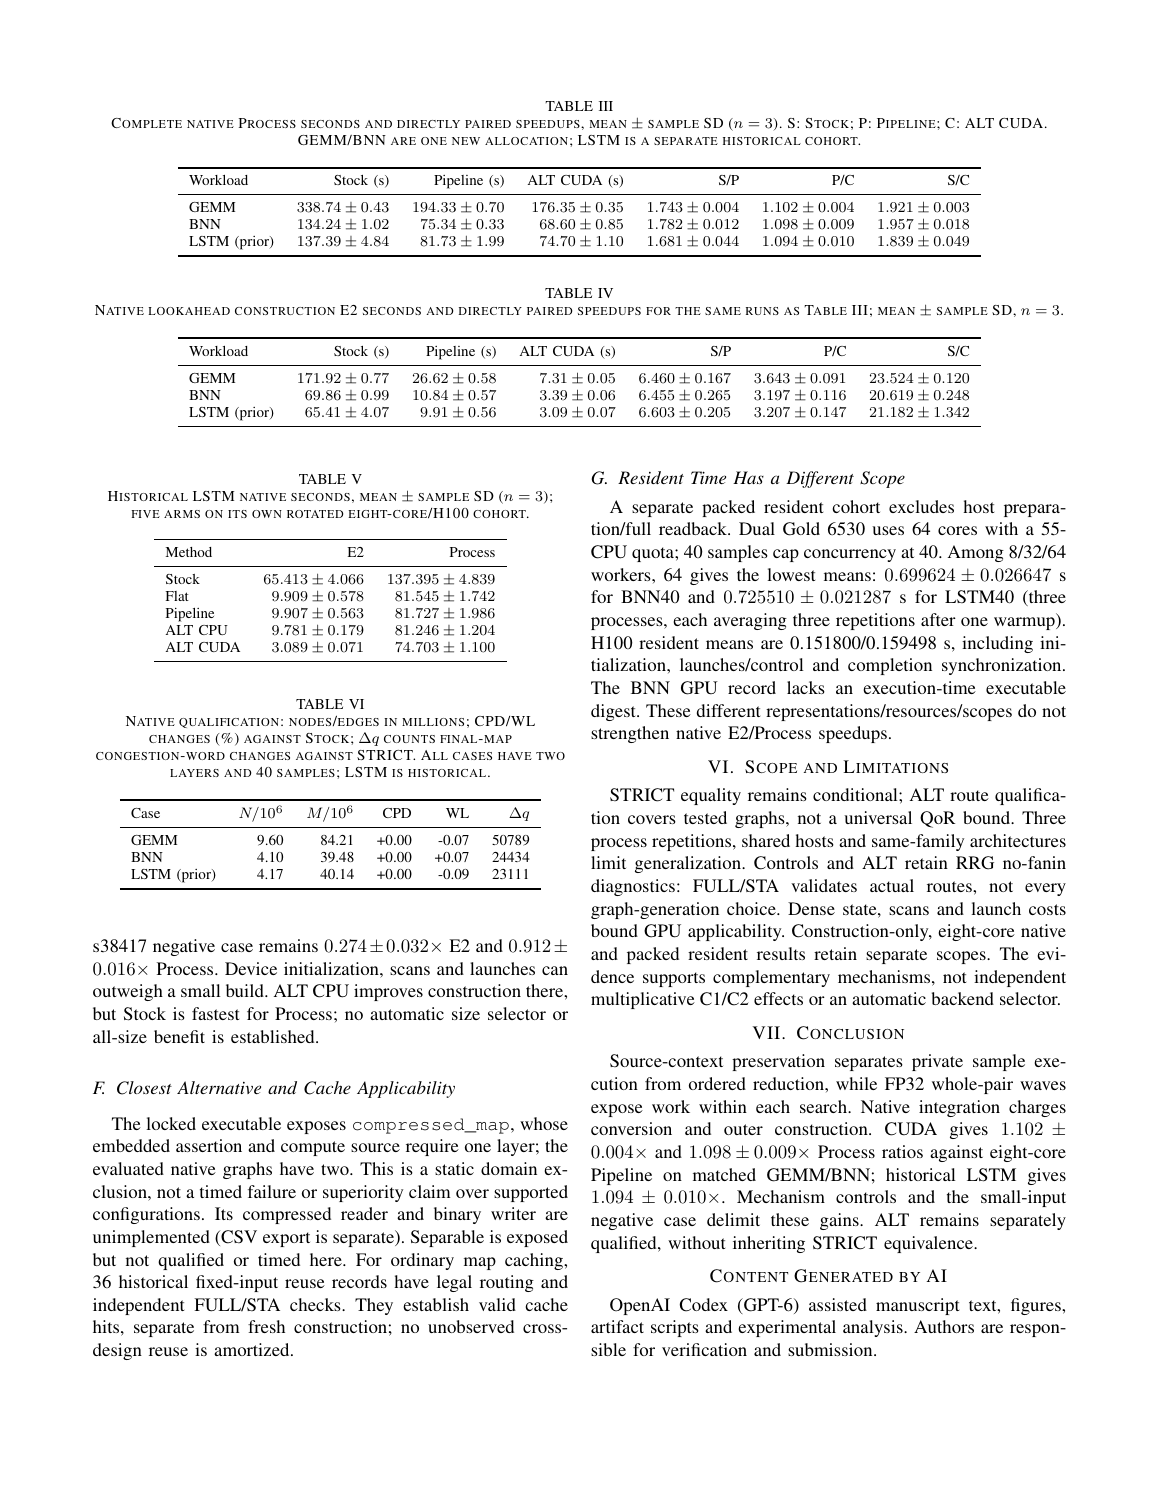 TABLE III
COMPLETE NATIVE PROCESS SECONDS AND DIRECTLY PAIRED SPEEDUPS, MEAN ± SAMPLE SD (n = 3). S: STOCK; P: PIPELINE; C: ALT CUDA.
GEMM/BNN ARE ONE NEW ALLOCATION; LSTM IS A SEPARATE HISTORICAL COHORT.
Workload Stock (s) Pipeline (s) ALT CUDA (s) S/P P/C S/C
GEMM 338.74 ± 0.43 194.33 ± 0.70 176.35 ± 0.35 1.743 ± 0.004 1.102 ± 0.004 1.921 ± 0.003
BNN 134.24 ± 1.02 75.34 ± 0.33 68.60 ± 0.85 1.782 ± 0.012 1.098 ± 0.009 1.957 ± 0.018
LSTM (prior) 137.39 ± 4.84 81.73 ± 1.99 74.70 ± 1.10 1.681 ± 0.044 1.094 ± 0.010 1.839 ± 0.049
TABLE IV
NATIVE LOOKAHEAD CONSTRUCTION E2 SECONDS AND DIRECTLY PAIRED SPEEDUPS FOR THE SAME RUNS AS TABLE III; MEAN ± SAMPLE SD, n = 3.
Workload Stock (s) Pipeline (s) ALT CUDA (s) S/P P/C S/C
GEMM 171.92 ± 0.77 26.62 ± 0.58 7.31 ± 0.05 6.460 ± 0.167 3.643 ± 0.091 23.524 ± 0.120
BNN 69.86 ± 0.99 10.84 ± 0.57 3.39 ± 0.06 6.455 ± 0.265 3.197 ± 0.116 20.619 ± 0.248
LSTM (prior) 65.41 ± 4.07 9.91 ± 0.56 3.09 ± 0.07 6.603 ± 0.205 3.207 ± 0.147 21.182 ± 1.342
TABLE V
HISTORICAL LSTM NATIVE SECONDS, MEAN ± SAMPLE SD (n = 3);
FIVE ARMS ON ITS OWN ROTATED EIGHT-CORE/H100 COHORT.
Method E2 Process
Stock 65.413 ± 4.066 137.395 ± 4.839
Flat 9.909 ± 0.578 81.545 ± 1.742
Pipeline 9.907 ± 0.563 81.727 ± 1.986
ALT CPU 9.781 ± 0.179 81.246 ± 1.204
ALT CUDA 3.089 ± 0.071 74.703 ± 1.100
TABLE VI
NATIVE QUALIFICATION: NODES/EDGES IN MILLIONS; CPD/WL
CHANGES (%) AGAINST STOCK; Δq COUNTS FINAL-MAP
CONGESTION-WORD CHANGES AGAINST STRICT. ALL CASES HAVE TWO
LAYERS AND 40 SAMPLES; LSTM IS HISTORICAL.
Case N/10⁶ M/10⁶ CPD WL Δq
GEMM 9.60 84.21 +0.00 -0.07 50789
BNN 4.10 39.48 +0.00 +0.07 24434
LSTM (prior) 4.17 40.14 +0.00 -0.09 23111
s38417 negative case remains 0.274±0.032× E2 and 0.912±
0.016× Process. Device initialization, scans and launches can
outweigh a small build. ALT CPU improves construction there,
but Stock is fastest for Process; no automatic size selector or
all-size benefit is established.
F. Closest Alternative and Cache Applicability
The locked executable exposes compressed_map, whose
embedded assertion and compute source require one layer; the
evaluated native graphs have two. This is a static domain ex-
clusion, not a timed failure or superiority claim over supported
configurations. Its compressed reader and binary writer are
unimplemented (CSV export is separate). Separable is exposed
but not qualified or timed here. For ordinary map caching,
36 historical fixed-input reuse records have legal routing and
independent FULL/STA checks. They establish valid cache
hits, separate from fresh construction; no unobserved cross-
design reuse is amortized.
G. Resident Time Has a Different Scope
A separate packed resident cohort excludes host prepara-
tion/full readback. Dual Gold 6530 uses 64 cores with a 55-
CPU quota; 40 samples cap concurrency at 40. Among 8/32/64
workers, 64 gives the lowest means: 0.699624 ± 0.026647 s
for BNN40 and 0.725510 ± 0.021287 s for LSTM40 (three
processes, each averaging three repetitions after one warmup).
H100 resident means are 0.151800/0.159498 s, including ini-
tialization, launches/control and completion synchronization.
The BNN GPU record lacks an execution-time executable
digest. These different representations/resources/scopes do not
strengthen native E2/Process speedups.
VI. SCOPE AND LIMITATIONS
STRICT equality remains conditional; ALT route qualifica-
tion covers tested graphs, not a universal QoR bound. Three
process repetitions, shared hosts and same-family architectures
limit generalization. Controls and ALT retain RRG no-fanin
diagnostics: FULL/STA validates actual routes, not every
graph-generation choice. Dense state, scans and launch costs
bound GPU applicability. Construction-only, eight-core native
and packed resident results retain separate scopes. The evi-
dence supports complementary mechanisms, not independent
multiplicative C1/C2 effects or an automatic backend selector.
VII. CONCLUSION
Source-context preservation separates private sample exe-
cution from ordered reduction, while FP32 whole-pair waves
expose work within each search. Native integration charges
conversion and outer construction. CUDA gives 1.102 ±
0.004× and 1.098±0.009× Process ratios against eight-core
Pipeline on matched GEMM/BNN; historical LSTM gives
1.094 ± 0.010×. Mechanism controls and the small-input
negative case delimit these gains. ALT remains separately
qualified, without inheriting STRICT equivalence.
CONTENT GENERATED BY AI
OpenAI Codex (GPT-6) assisted manuscript text, figures,
artifact scripts and experimental analysis. Authors are respon-
sible for verification and submission.